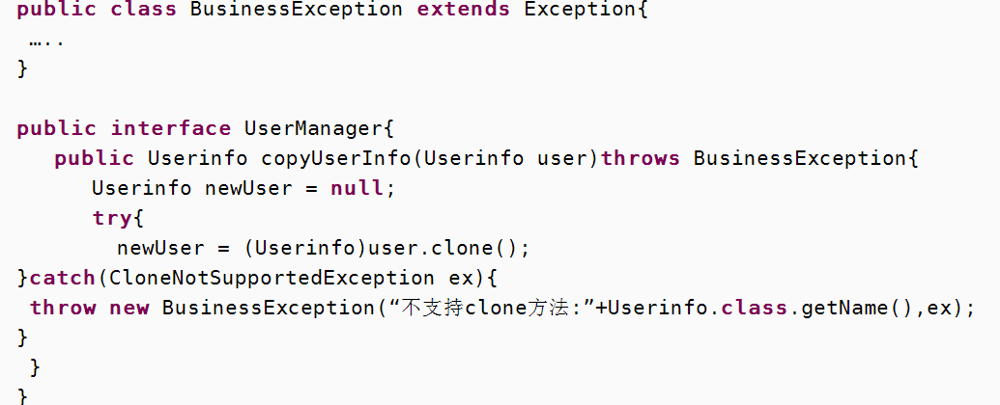 public class BusinessException extends Exception{
…..
}
public interface UserManager{
public Userinfo copyUserInfo(Userinfo user)throws BusinessException{
Userinfo newUser = null;
try{
newUser = (Userinfo)user.clone();
}catch(CloneNotSupportedException ex){
throw new BusinessException(“不支持clone方法:”+Userinfo.class.getName(),ex);
}
}
}